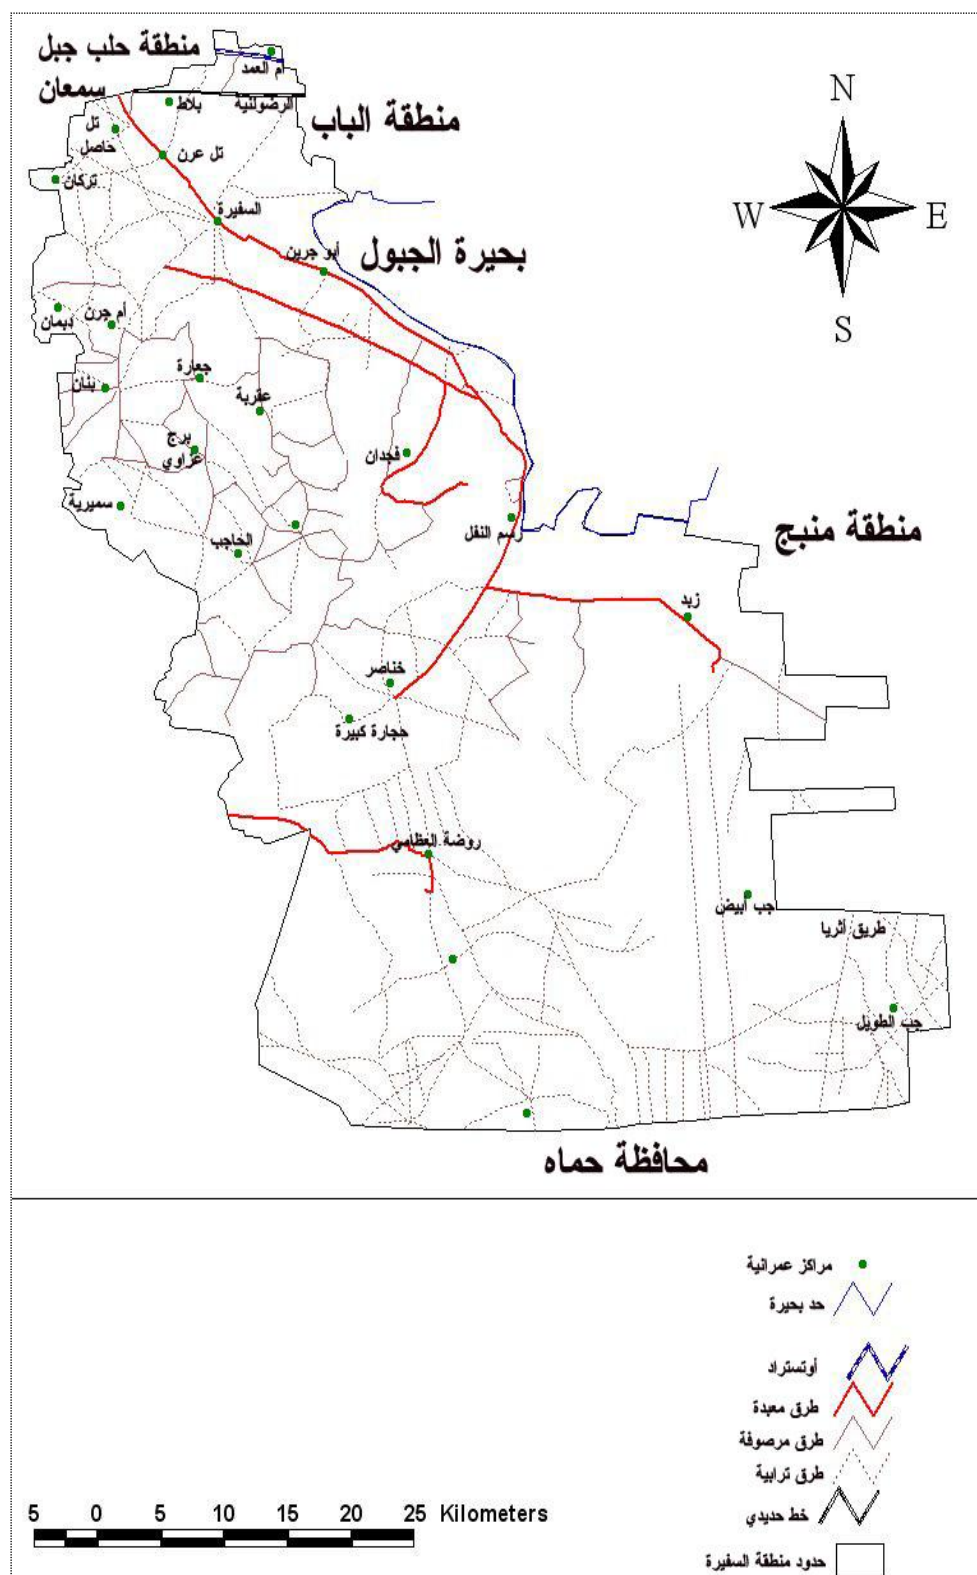 منطقة حلب جبل
سمعان
أم العمد
منطقة الباب
بلاط
الرضوانية
تل
حاصل
تل عرن
تركان
السفيرة
أبو جرين
بحيرة الجبول
ديمان
أم جرن
بنان
جعارة
عقربة
برج
عزاوي
فجدان
سميرية
الحاجب
رسم النفل
منطقة منبج
زبد
خناصر
حجارة كبيرة
روضة العظامي
جب أبيض
طريق أثريا
جب الطويل
محافظة حماه
N
W
E
S
مراكز عمرانية
حد بحيرة
أوتستراد
طرق معبدة
طرق مرصوفة
طرق ترابية
خط حديدي
حدود منطقة السفيرة
5 0 5 10 15 20 25 Kilometers